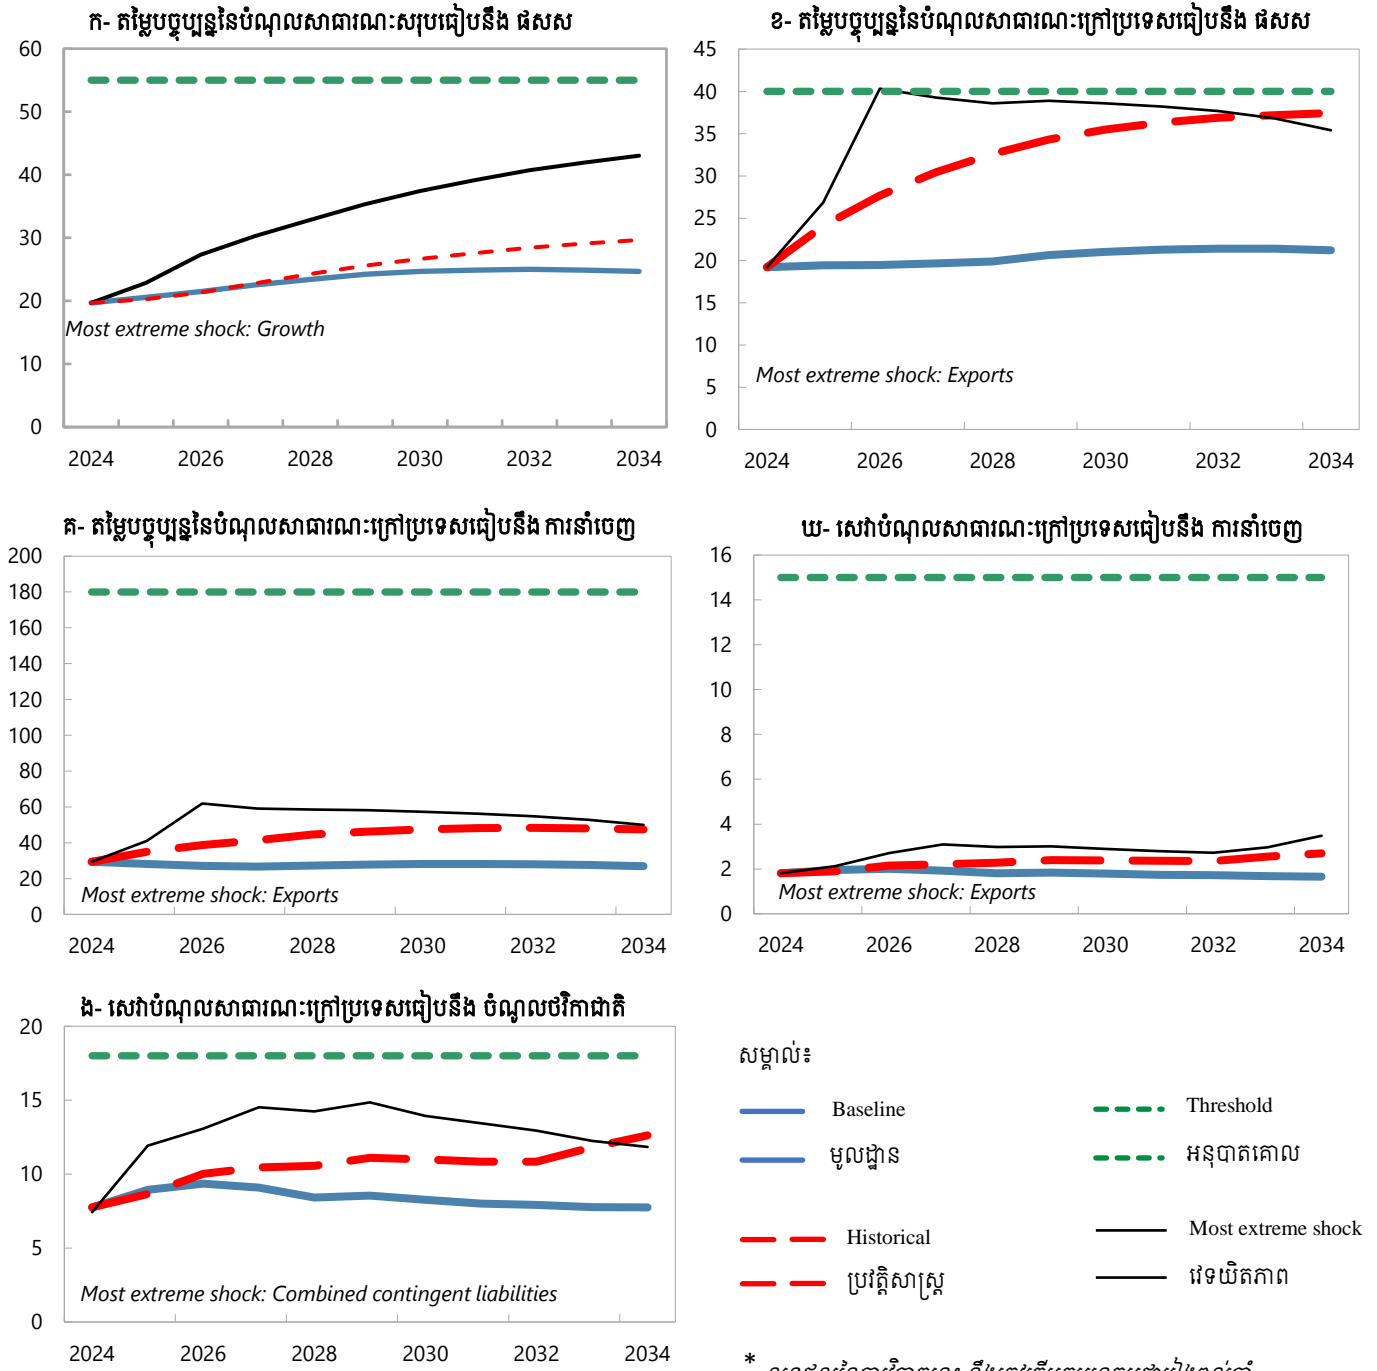 ក- តម្លៃបច្ចុប្បន្ននៃបំណុលសាធារណៈសរុបធៀបនឹង ផសស
60
50
40
30
20
10
0
Most extreme shock: Growth
2024 2026 2028 2030 2032 2034
ខ- តម្លៃបច្ចុប្បន្ននៃបំណុលសាធារណៈក្រៅប្រទេសធៀបនឹង ផសស
45
40
35
30
25
20
15
10
5
0
Most extreme shock: Exports
2024 2026 2028 2030 2032 2034
គ- តម្លៃបច្ចុប្បន្ននៃបំណុលសាធារណៈក្រៅប្រទេសធៀបនឹង ការនាំចេញ
200
180
160
140
120
100
80
60
40
20
0
Most extreme shock: Exports
2024 2026 2028 2030 2032 2034
ឃ- សេវាបំណុលសាធារណៈក្រៅប្រទេសធៀបនឹង ការនាំចេញ
16
14
12
10
8
6
4
2
0
Most extreme shock: Exports
2024 2026 2028 2030 2032 2034
ង- សេវាបំណុលសាធារណៈក្រៅប្រទេសធៀបនឹង ចំណូលថវិកាជាតិ
20
15
10
5
0
Most extreme shock: Combined contingent liabilities
2024 2026 2028 2030 2032 2034
សម្គាល់៖
Baseline
Threshold
មូលដ្ឋាន
អនុបាតគោល
Historical
Most extreme shock
ប្រវត្តិសាស្ត្រ
វេទយិតភាព
*